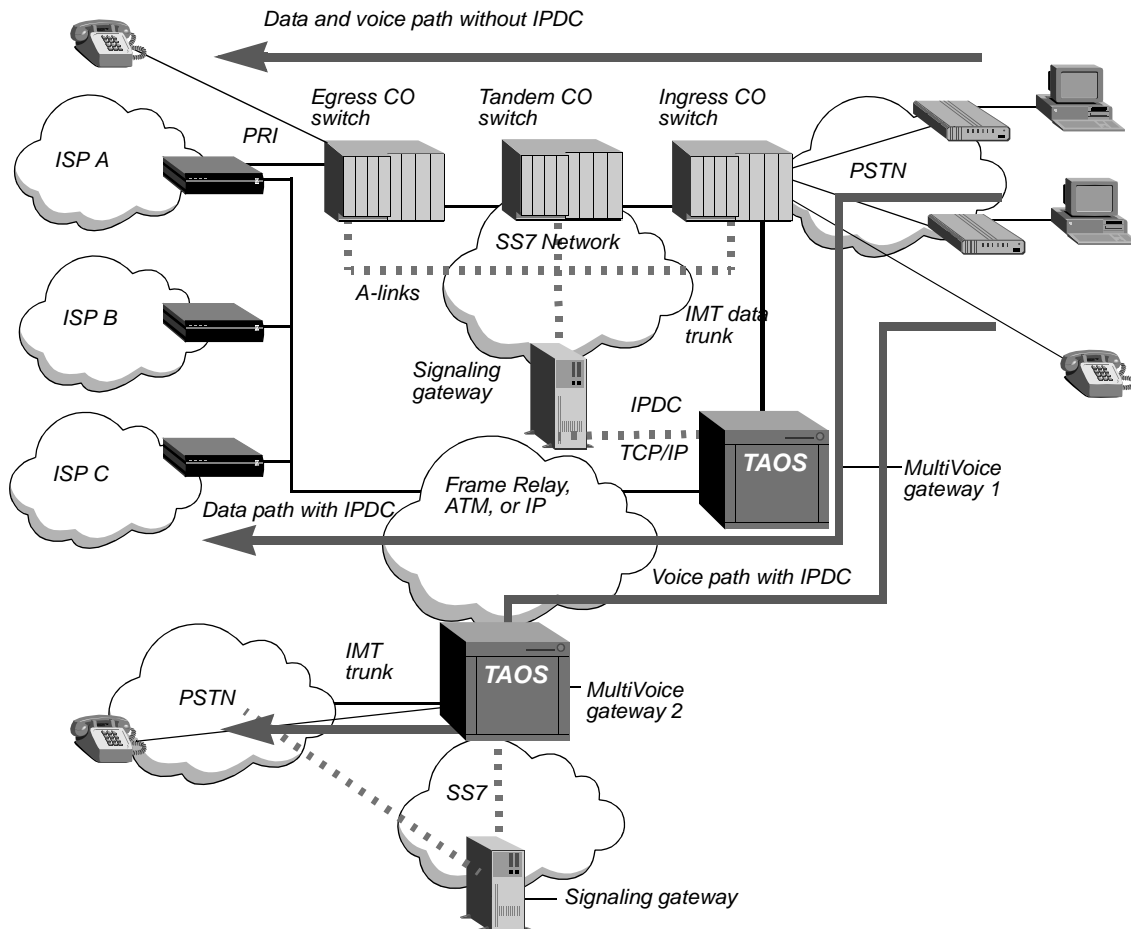 Data and voice path without IPDC
Egress CO
switch
Tandem CO
switch
Ingress CO
switch
PRI
ISP A
PSTN
SS7 Network
A-links
ISP B
IMT data
trunk
Signaling
gateway
IPDC
TCP/IP
TAOS
MultiVoice
gateway 1
ISP C
Frame Relay,
ATM, or IP
Data path with IPDC
Voice path with IPDC
IMT
trunk
TAOS
PSTN
MultiVoice
gateway 2
SS7
Signaling gateway